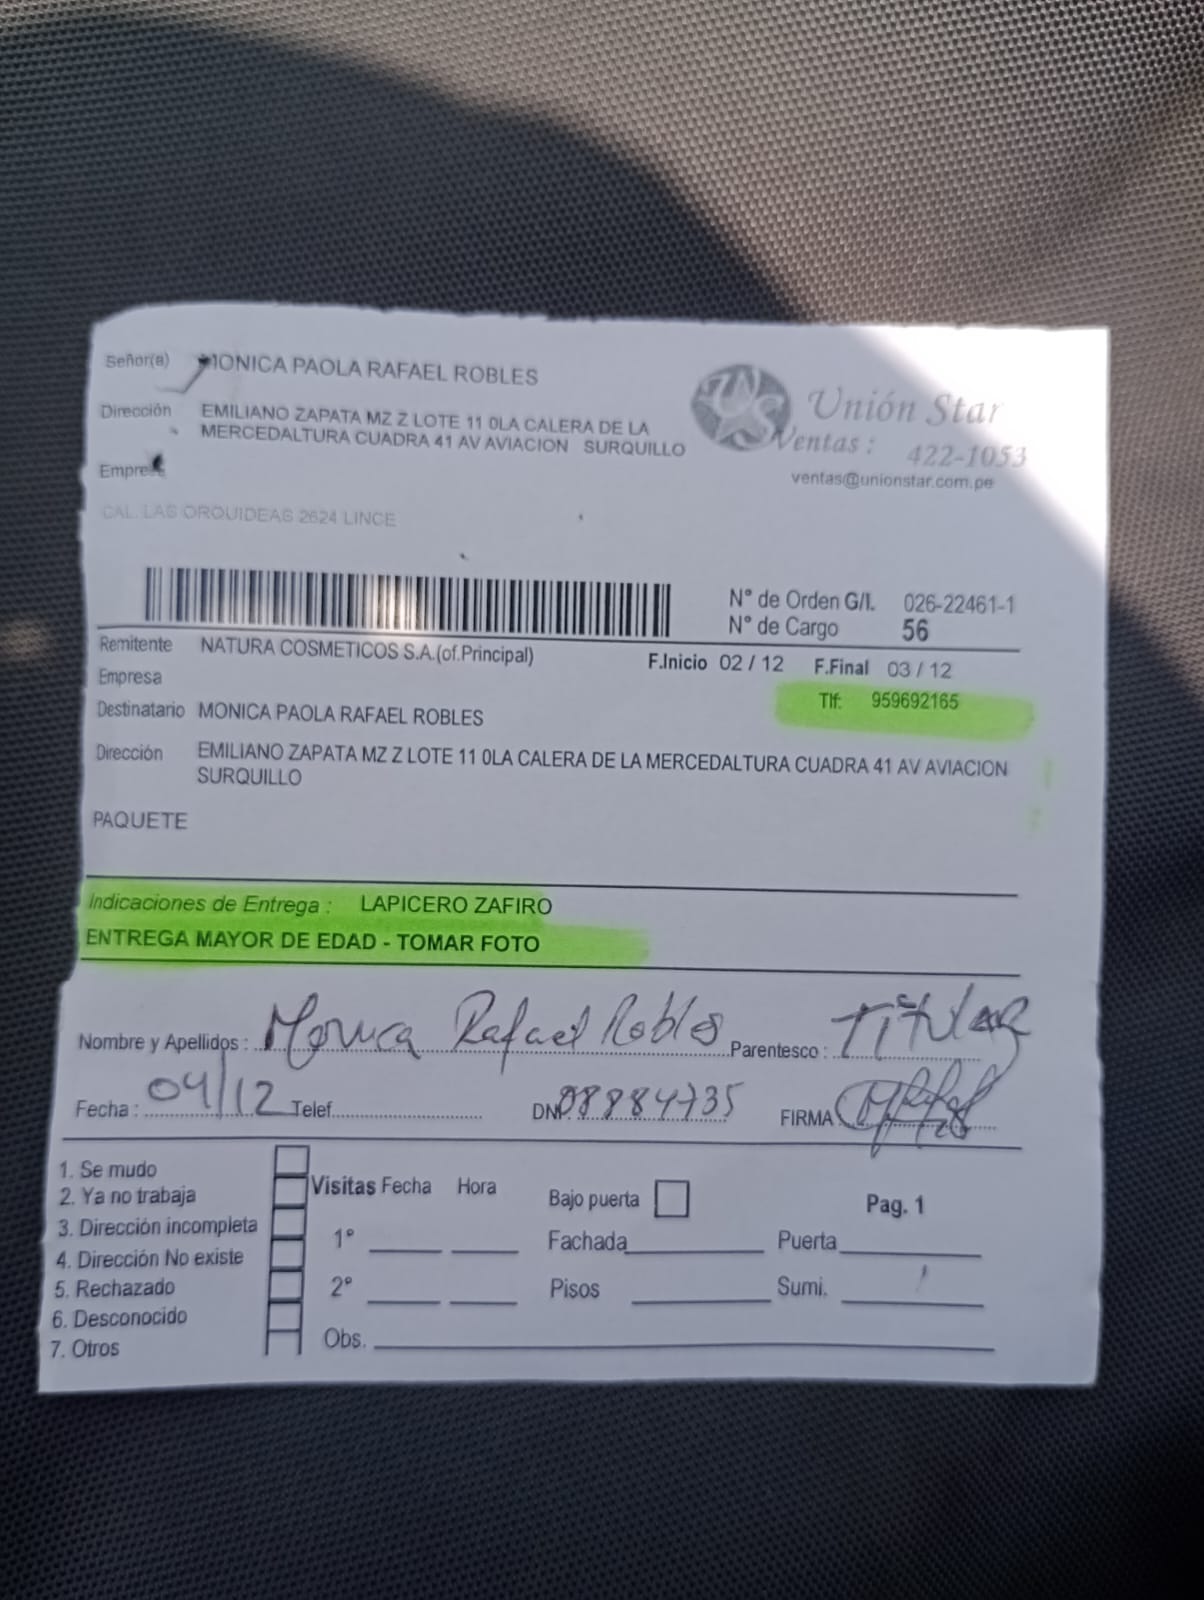 Señor(a) MONICA PAOLA RAFAEL ROBLES
Dirección EMILIANO ZAPATA MZ Z LOTE 11 0LA CALERA DE LA
MERCEDALTURA CUADRA 41 AV AVIACION SURQUILLO
Empresa
CAL. LAS ORQUIDEAS 2624 LINCE
Unión Star
Ventas : 422-1053
ventas@unionstar.com.pe
N° de Orden G/I. 026-22461-1
N° de Cargo 56
Remitente NATURA COSMETICOS S.A.(of.Principal)
F.Inicio 02 / 12 F.Final 03 / 12
Empresa
Tlf: 959692165
Destinatario MONICA PAOLA RAFAEL ROBLES
Dirección EMILIANO ZAPATA MZ Z LOTE 11 0LA CALERA DE LA MERCEDALTURA CUADRA 41 AV AVIACION
SURQUILLO
PAQUETE
Indicaciones de Entrega : LAPICERO ZAFIRO
ENTREGA MAYOR DE EDAD - TOMAR FOTO
Nombre y Apellidos : Monica Rafael Robles Parentesco : Titular
Fecha : 04/12 Telef. DNI 08884735 FIRMA
1. Se mudo
2. Ya no trabaja
3. Dirección incompleta
4. Dirección No existe
5. Rechazado
6. Desconocido
7. Otros
Visitas Fecha Hora
1°
2°
Obs.
Bajo puerta
Fachada
Pisos
Pag. 1
Puerta
Sumi.